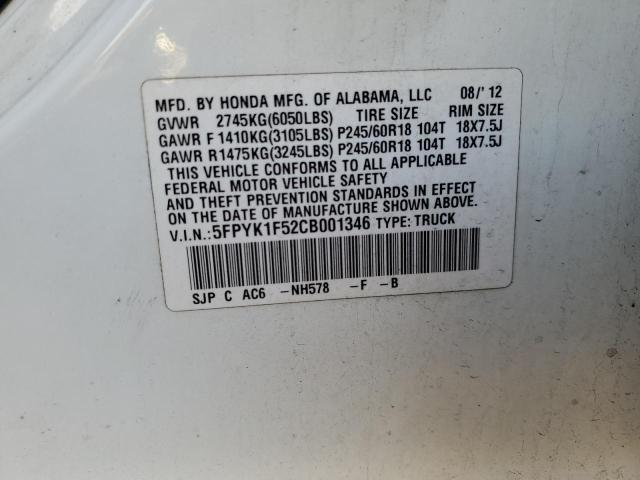 MFD. BY HONDA MFG. OF ALABAMA, LLC 08/'12
GVWR 2745KG(6050LBS) TIRE SIZE RIM SIZE
GAWR F 1410KG(3105LBS) P245/60R18 104T 18X7.5J
GAWR R 1475KG(3245LBS) P245/60R18 104T 18X7.5J
THIS VEHICLE CONFORMS TO ALL APPLICABLE
FEDERAL MOTOR VEHICLE SAFETY
AND THEFT PREVENTION STANDARDS IN EFFECT
ON THE DATE OF MANUFACTURE SHOWN ABOVE.
V.I.N.:5FPYK1F52CB001346 TYPE: TRUCK
SJP C AC6 -NH578 -F -B